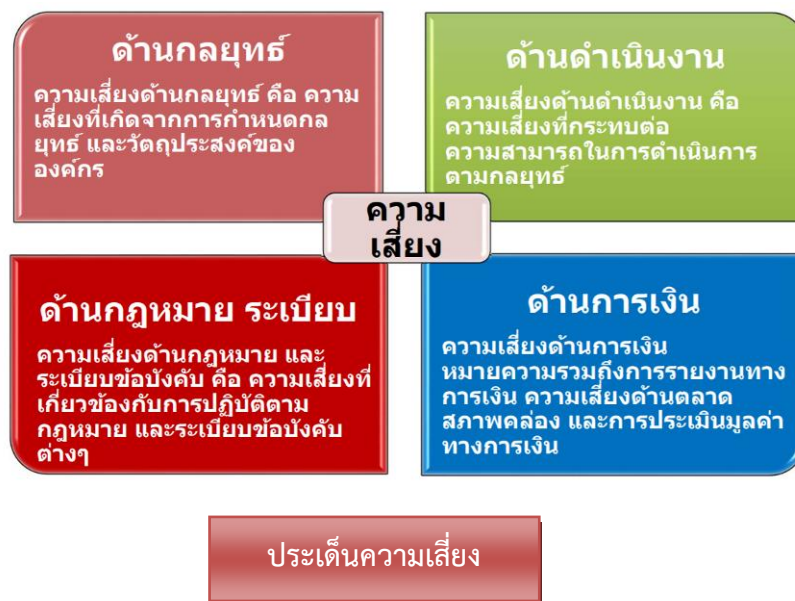 ด้านกลยุทธ์
ความเสี่ยงด้านกลยุทธ์ คือ ความ
เสี่ยงที่เกิดจากการกำหนดกล
ยุทธ์ และวัตถุประสงค์ของ
องค์กร
ด้านดำเนินงาน
ความเสี่ยงด้านดำเนินงาน คือ
ความเสี่ยงที่กระทบต่อ
ความสามารถในการดำเนินการ
ตามกลยุทธ์
ความ
เสี่ยง
ด้านกฎหมาย ระเบียบ
ความเสี่ยงด้านกฎหมาย และ
ระเบียบข้อบังคับ คือ ความเสี่ยงที่
เกี่ยวข้องกับการปฏิบัติตาม
กฎหมาย และระเบียบข้อบังคับ
ต่างๆ
ด้านการเงิน
ความเสี่ยงด้านการเงิน
หมายความรวมถึงการรายงานทาง
การเงิน ความเสี่ยงด้านตลาด
สภาพคล่อง และการประเมินมูลค่า
ทางการเงิน
ประเด็นความเสี่ยง